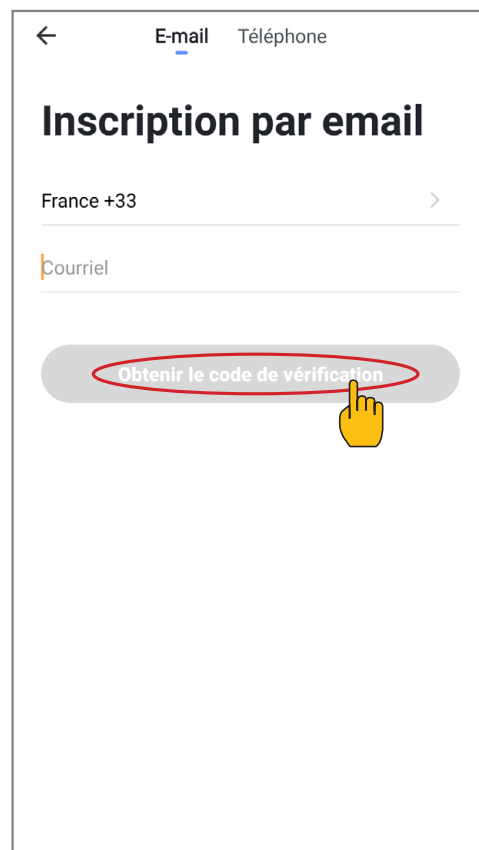 E-mail Téléphone
Inscription par email
France +33
Courriel
Obtenir le code de vérification